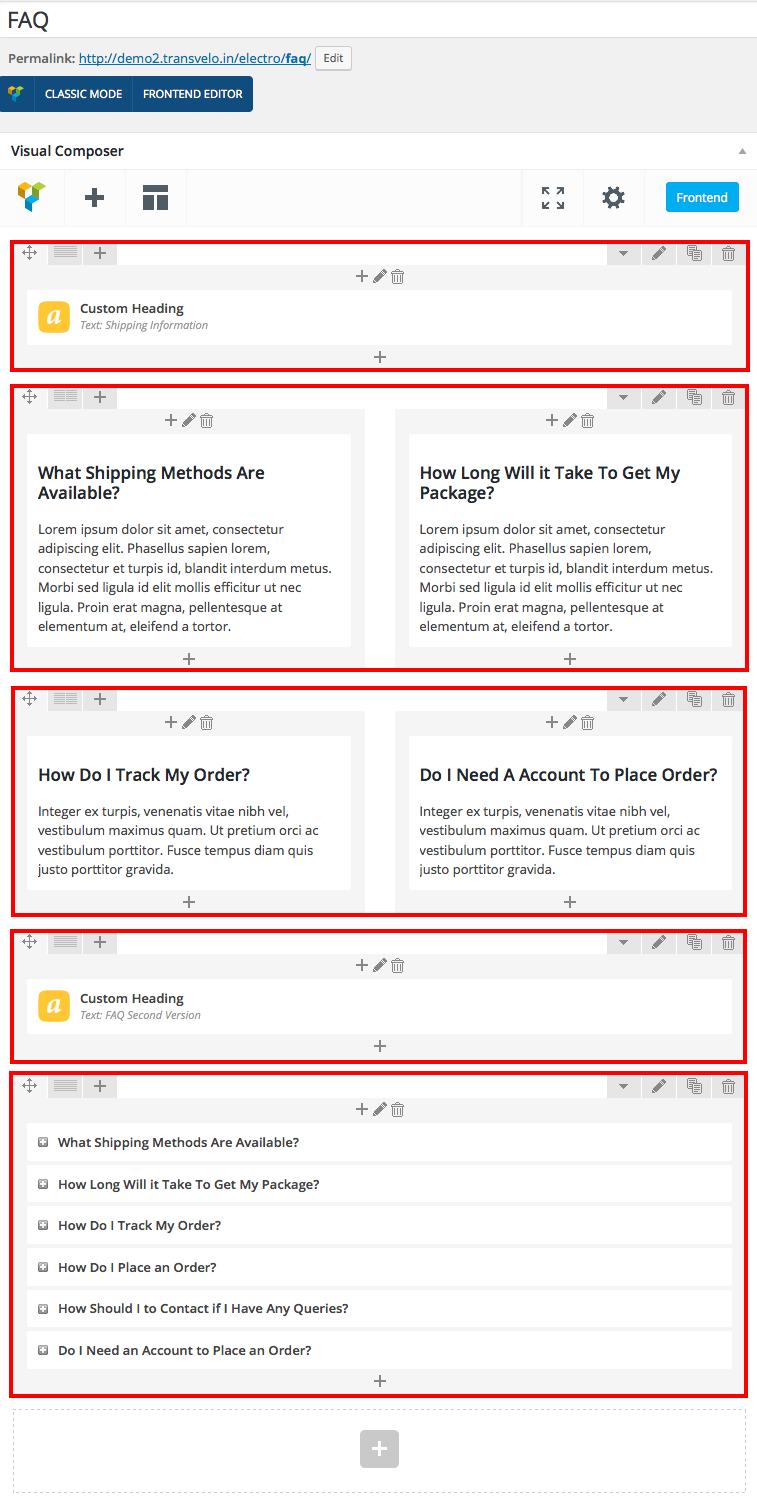 FAQ
Permalink: http://demo2.transvelo.in/electro/faq/ Edit
CLASSIC MODE FRONTEND EDITOR
Visual Composer
Frontend
a Custom Heading
Text: Shipping Information
What Shipping Methods Are
Available?
Lorem ipsum dolor sit amet, consectetur
adipiscing elit. Phasellus sapien lorem,
consectetur et turpis id, blandit interdum metus.
Morbi sed ligula id elit mollis efficitur ut nec
ligula. Proin erat magna, pellentesque at
elementum at, eleifend a tortor.
How Long Will it Take To Get My
Package?
Lorem ipsum dolor sit amet, consectetur
adipiscing elit. Phasellus sapien lorem,
consectetur et turpis id, blandit interdum metus.
Morbi sed ligula id elit mollis efficitur ut nec
ligula. Proin erat magna, pellentesque at
elementum at, eleifend a tortor.
How Do I Track My Order?
Integer ex turpis, venenatis vitae nibh vel,
vestibulum maximus quam. Ut pretium orci ac
vestibulum porttitor. Fusce tempus diam quis
justo porttitor gravida.
Do I Need A Account To Place Order?
Integer ex turpis, venenatis vitae nibh vel,
vestibulum maximus quam. Ut pretium orci ac
vestibulum porttitor. Fusce tempus diam quis
justo porttitor gravida.
a Custom Heading
Text: FAQ Second Version
What Shipping Methods Are Available?
How Long Will it Take To Get My Package?
How Do I Track My Order?
How Do I Place an Order?
How Should I to Contact if I Have Any Queries?
Do I Need an Account to Place an Order?